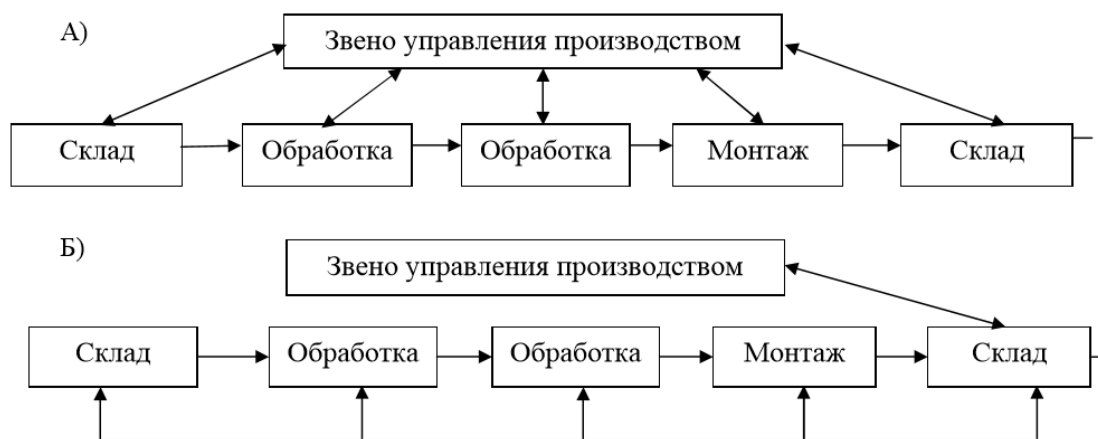 А)
Звено управления производством
Склад
Обработка
Обработка
Монтаж
Склад
Б)
Звено управления производством
Склад
Обработка
Обработка
Монтаж
Склад